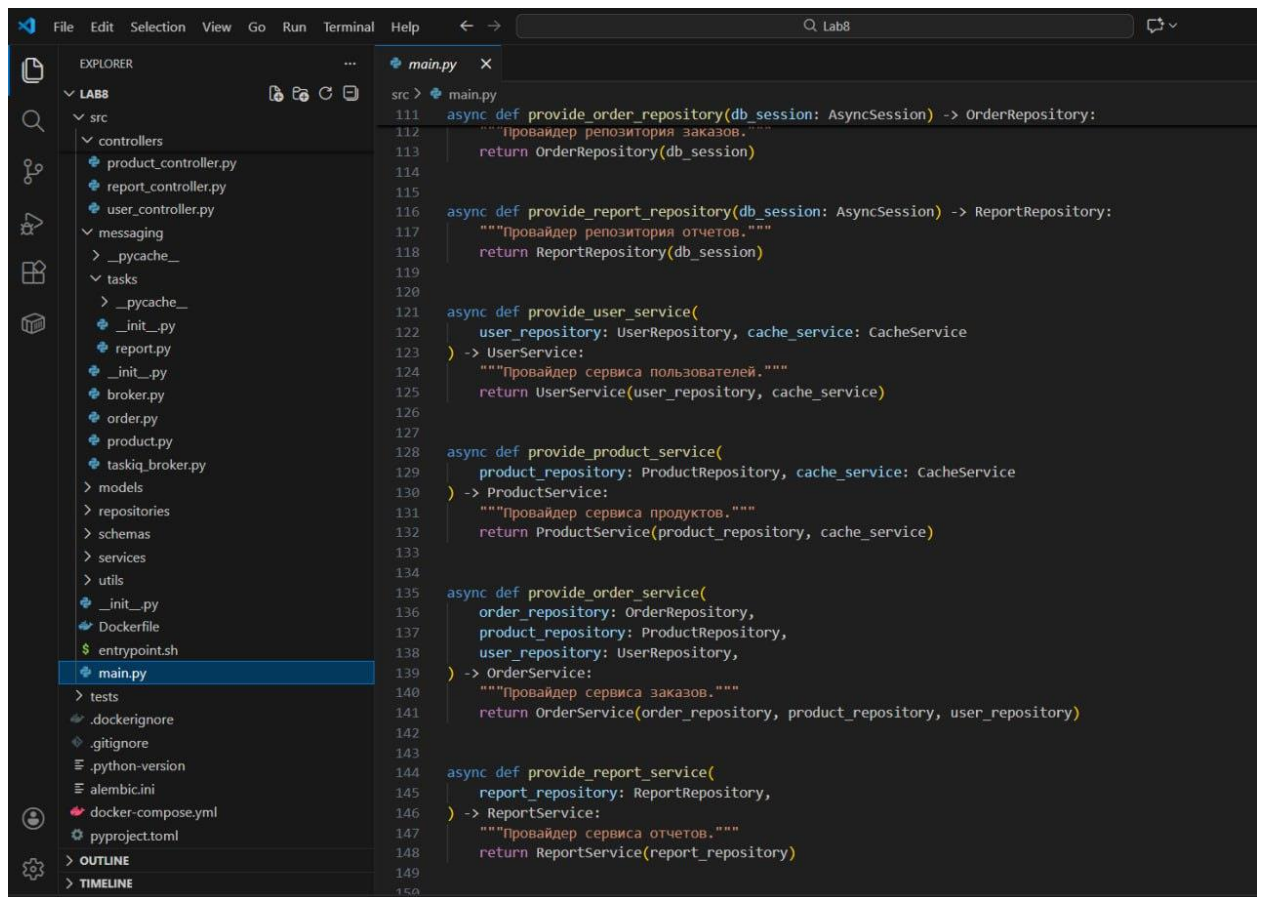 File Edit Selection View Go Run Terminal Help
Lab8
EXPLORER
LAB8
src
controllers
product_controller.py
report_controller.py
user_controller.py
messaging
__pycache__
tasks
__pycache__
__init__.py
report.py
__init__.py
broker.py
order.py
product.py
taskiq_broker.py
models
repositories
schemas
services
utils
__init__.py
Dockerfile
entrypoint.sh
main.py
tests
.dockerignore
.gitignore
.python-version
alembic.ini
docker-compose.yml
pyproject.toml
OUTLINE
TIMELINE
main.py
src > main.py
111 async def provide_order_repository(db_session: AsyncSession) -> OrderRepository:
112 """Провайдер репозитория заказов."""
113 return OrderRepository(db_session)
114
115
116 async def provide_report_repository(db_session: AsyncSession) -> ReportRepository:
117 """Провайдер репозитория отчетов."""
118 return ReportRepository(db_session)
119
120
121 async def provide_user_service(
122 user_repository: UserRepository, cache_service: CacheService
123 ) -> UserService:
124 """Провайдер сервиса пользователей."""
125 return UserService(user_repository, cache_service)
126
127
128 async def provide_product_service(
129 product_repository: ProductRepository, cache_service: CacheService
130 ) -> ProductService:
131 """Провайдер сервиса продуктов."""
132 return ProductService(product_repository, cache_service)
133
134
135 async def provide_order_service(
136 order_repository: OrderRepository,
137 product_repository: ProductRepository,
138 user_repository: UserRepository,
139 ) -> OrderService:
140 """Провайдер сервиса заказов."""
141 return OrderService(order_repository, product_repository, user_repository)
142
143
144 async def provide_report_service(
145 report_repository: ReportRepository,
146 ) -> ReportService:
147 """Провайдер сервиса отчетов."""
148 return ReportService(report_repository)
149
150